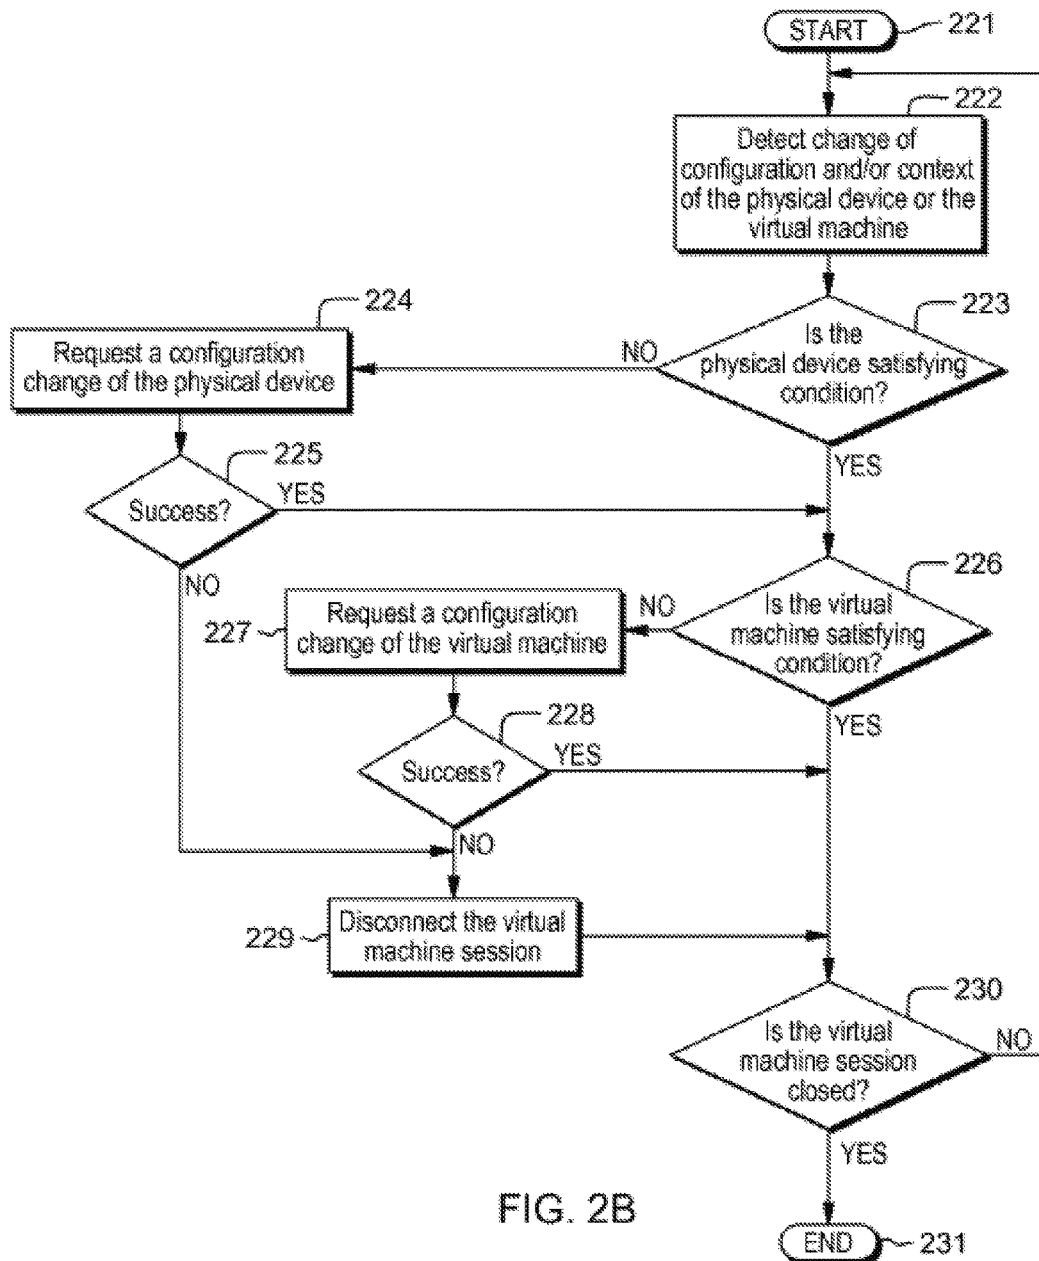 START
221
222
Detect change of
configuration and/or context
of the physical device or the
virtual machine
224
223
Request a configuration
change of the physical device
NO
Is the
physical device satisfying
condition?
225
YES
Success?
YES
NO
226
227
Request a configuration
change of the virtual machine
NO
Is the virtual
machine satisfying
condition?
228
YES
Success?
YES
NO
229
Disconnect the virtual
machine session
230
Is the virtual
machine session
closed?
NO
YES
FIG. 2B
END
231